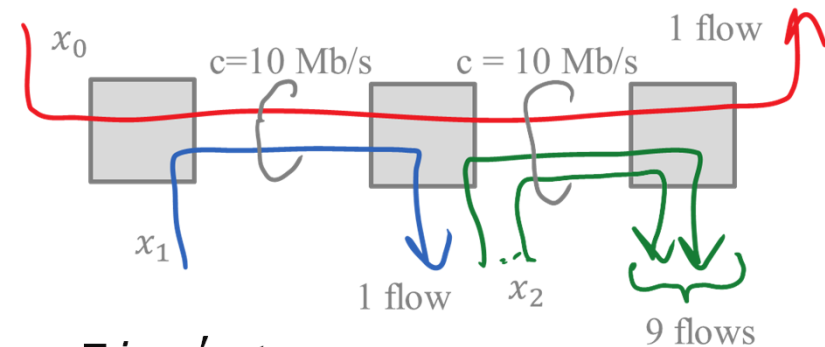 x₀
c=10 Mb/s
c = 10 Mb/s
1 flow
x₁
1 flow
x₂
9 flows